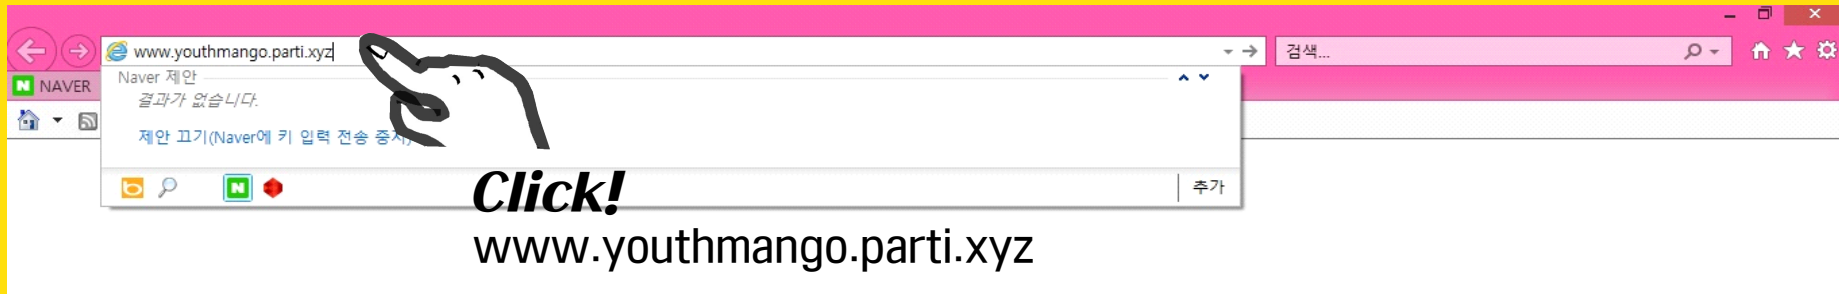 www.youthmango.parti.xyz
검색...
NAVER
Naver 제안
결과가 없습니다.
제안 끄기(Naver에 키 입력 전송 중지)
추가
Click!
www.youthmango.parti.xyz